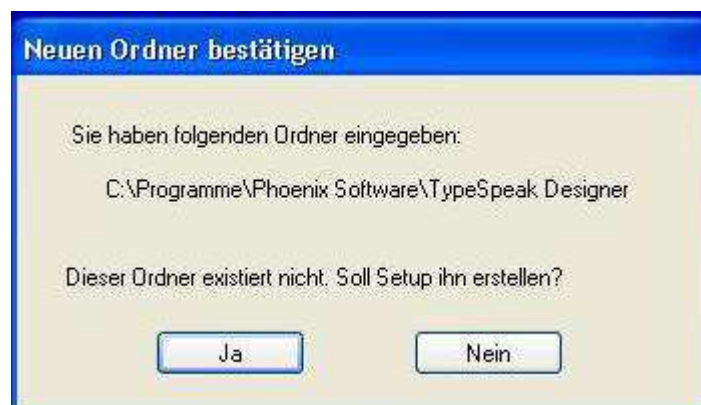 Neuen Ordner bestätigen
Sie haben folgenden Ordner eingegeben:
C:\Programme\Phoenix Software\TypeSpeak Designer
Dieser Ordner existiert nicht. Soll Setup ihn erstellen?
Ja
Nein